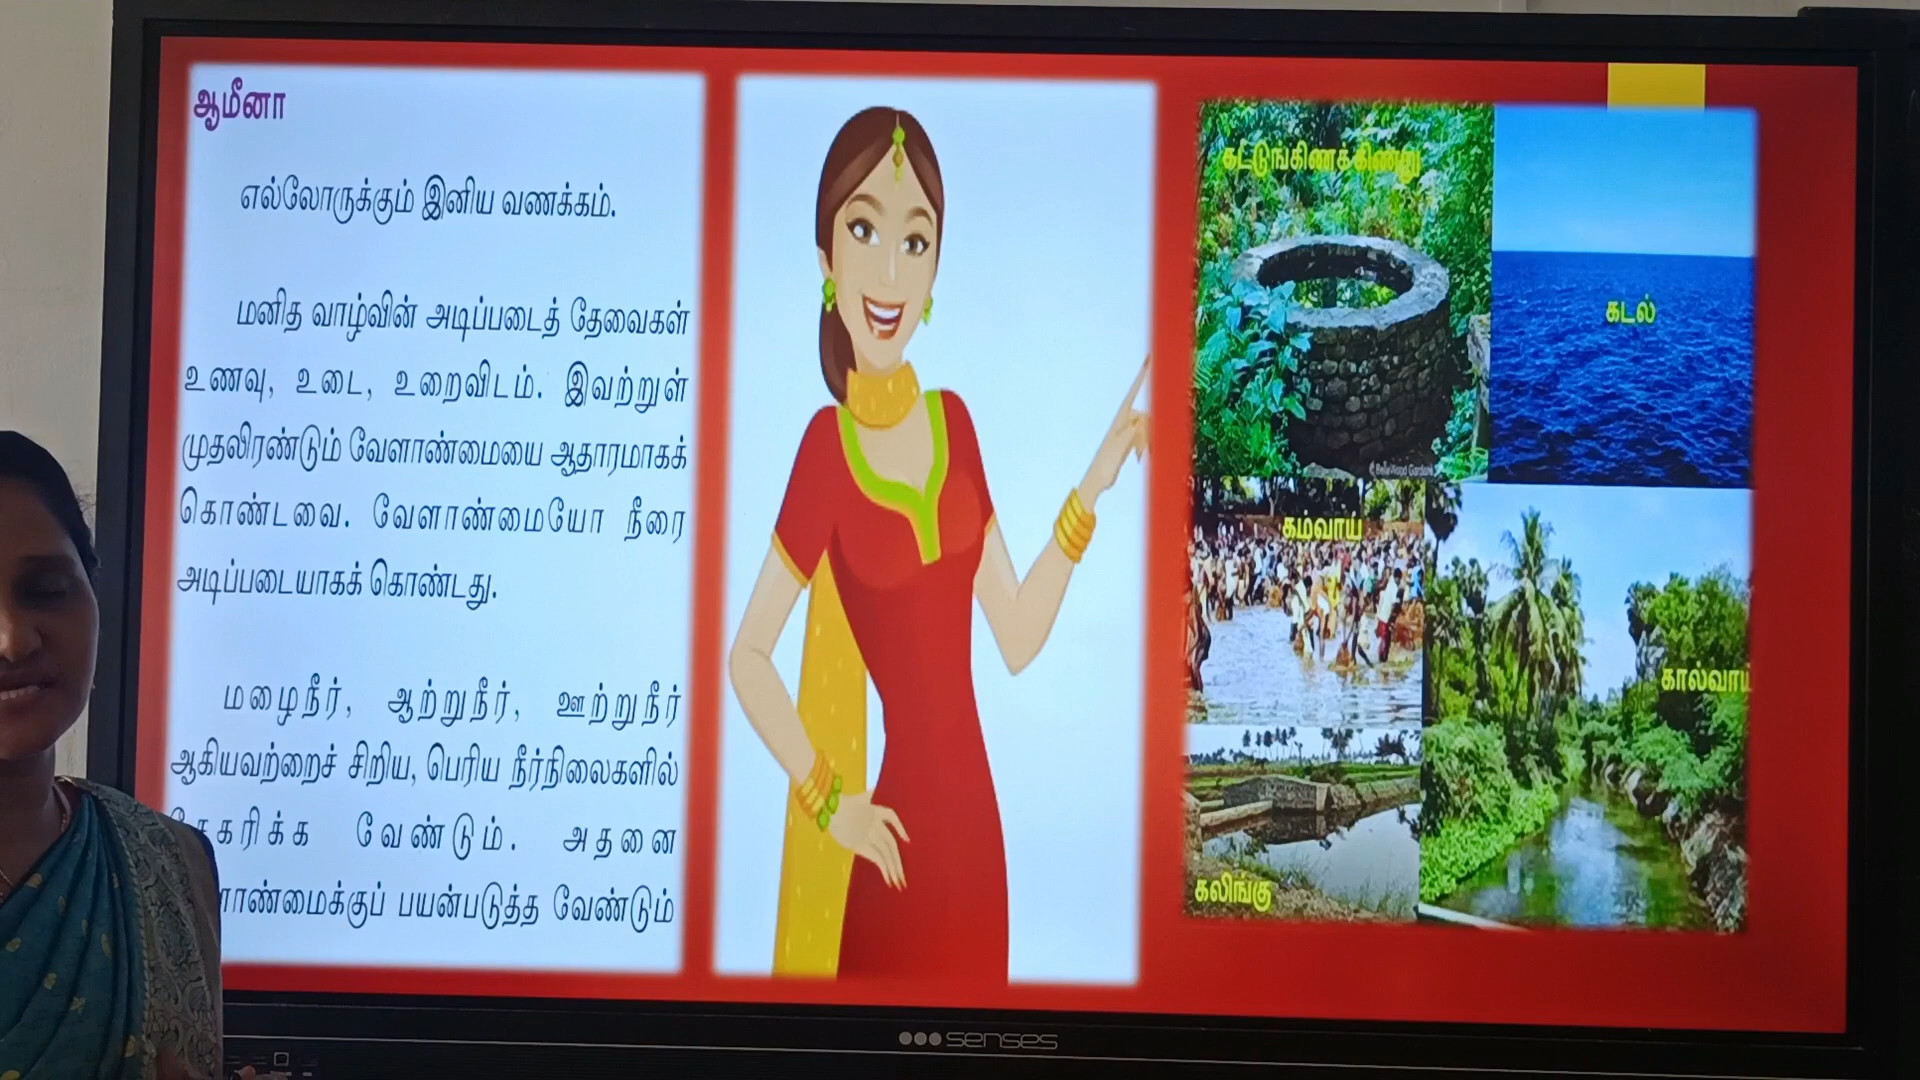 ஆமீனா
எல்லோருக்கும் இனிய வணக்கம்.
மனித வாழ்வின் அடிப்படைத் தேவைகள்
உணவு, உடை, உறைவிடம். இவற்றுள்
முதலிரண்டும் வேளாண்மையை ஆதாரமாகக்
கொண்டவை. வேளாண்மையோ நீரை
அடிப்படையாகக் கொண்டது.
மழைநீர், ஆற்றுநீர், ஊற்றுநீர்
ஆகியவற்றைச் சிறிய, பெரிய நீர்நிலைகளில்
வேண்டும். அதனை
பயன்படுத்த வேண்டும்
கட்டுங்கிணக்கிணறு
கடல்
கம்வாய்
கால்வாய்
கலிங்கு
senses